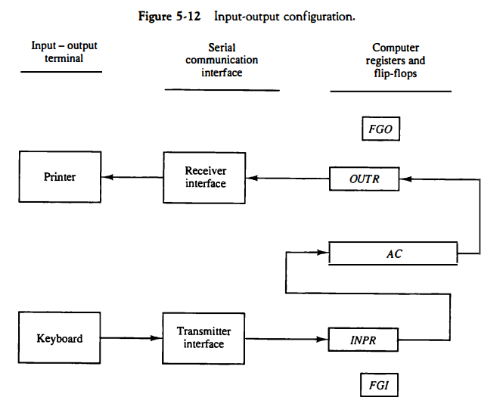 Figure 5-12 Input-output configuration.
Input – output
terminal
Serial
communication
interface
Computer
registers and
flip-flops
FGO
Printer
Receiver
interface
OUTR
AC
Keyboard
Transmitter
interface
INPR
FGI